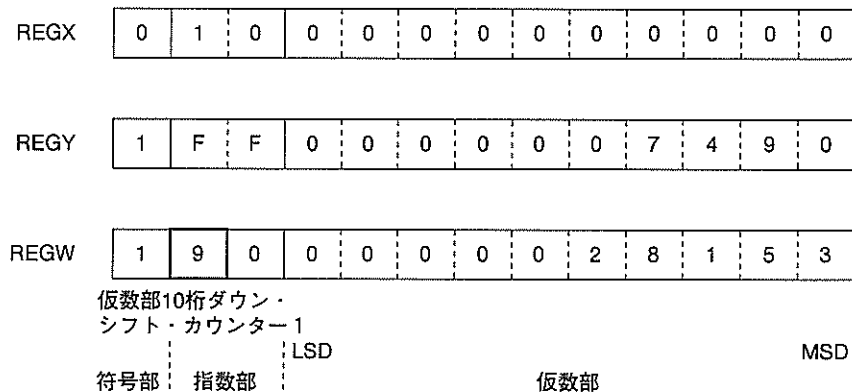 REGX 0 1 0 0 0 0 0 0 0 0 0 0 0
REGY 1 F F 0 0 0 0 0 0 7 4 9 0
REGW 1 9 0 0 0 0 0 0 2 8 1 5 3
仮数部10桁ダウン・
シフト・カウンター1
LSD MSD
符号部 指数部 仮数部